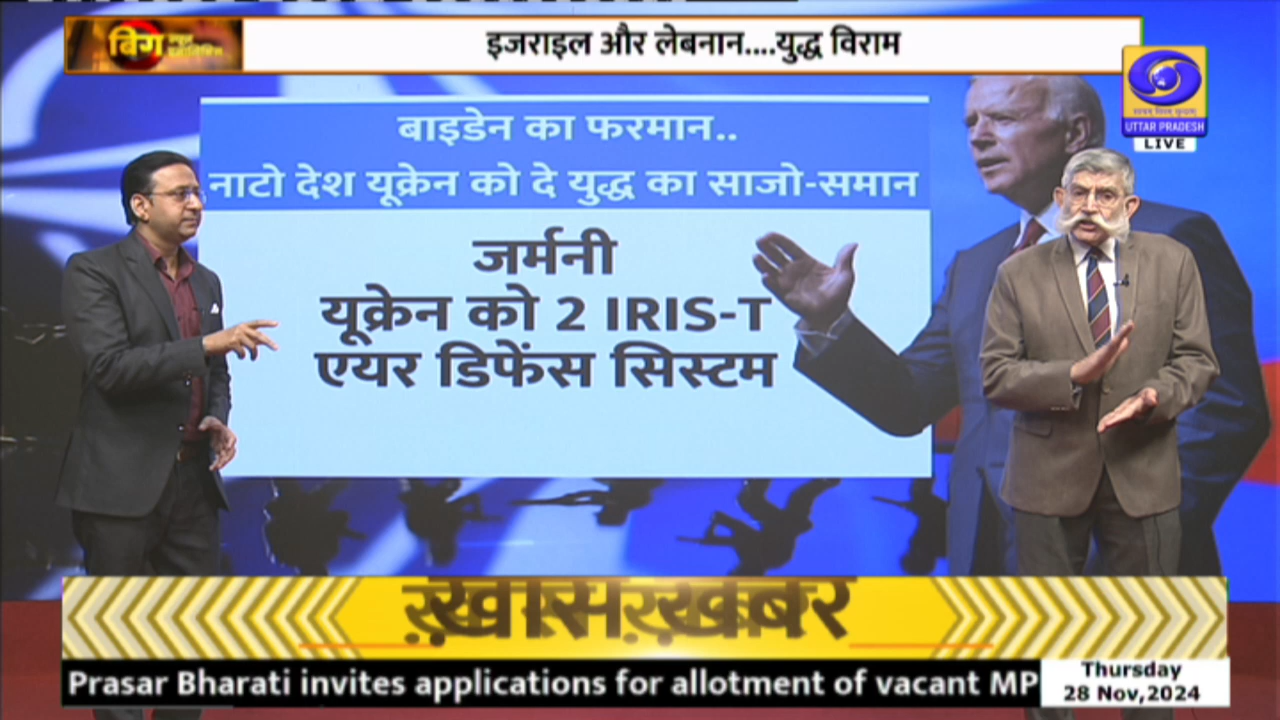 बिग
इजराइल और लेबनान....युद्ध विराम
UTTAR PRADESH
LIVE
बाइडेन का फरमान..
नाटो देश यूक्रेन को दे युद्ध का साजो-समान
जर्मनी
यूक्रेन को 2 IRIS-T
एयर डिफेंस सिस्टम
ख़ास ख़बर
Prasar Bharati invites applications for allotment of vacant MP
Thursday
28 Nov,2024